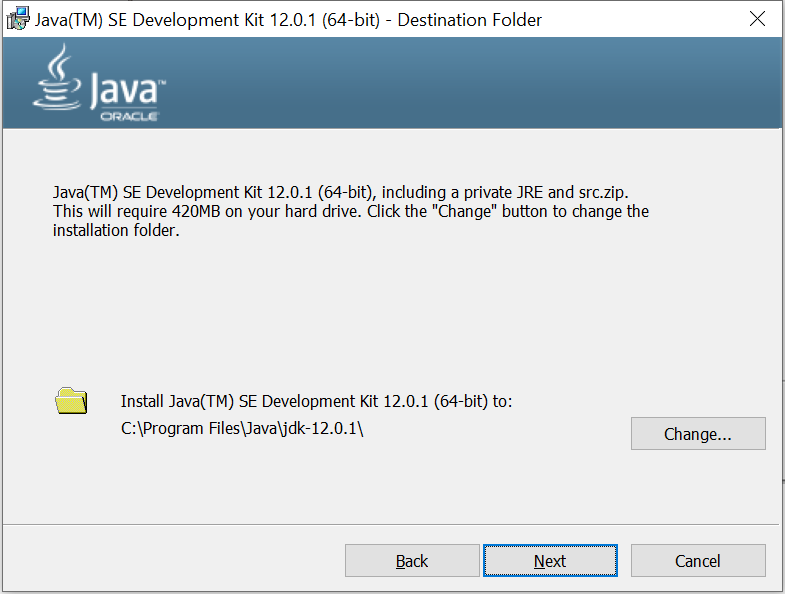 Java(TM) SE Development Kit 12.0.1 (64-bit) - Destination Folder
Java™
ORACLE®
Java(TM) SE Development Kit 12.0.1 (64-bit), including a private JRE and src.zip.
This will require 420MB on your hard drive. Click the "Change" button to change the
installation folder.
Install Java(TM) SE Development Kit 12.0.1 (64-bit) to:
C:\Program Files\Java\jdk-12.0.1\
Change...
Back
Next
Cancel